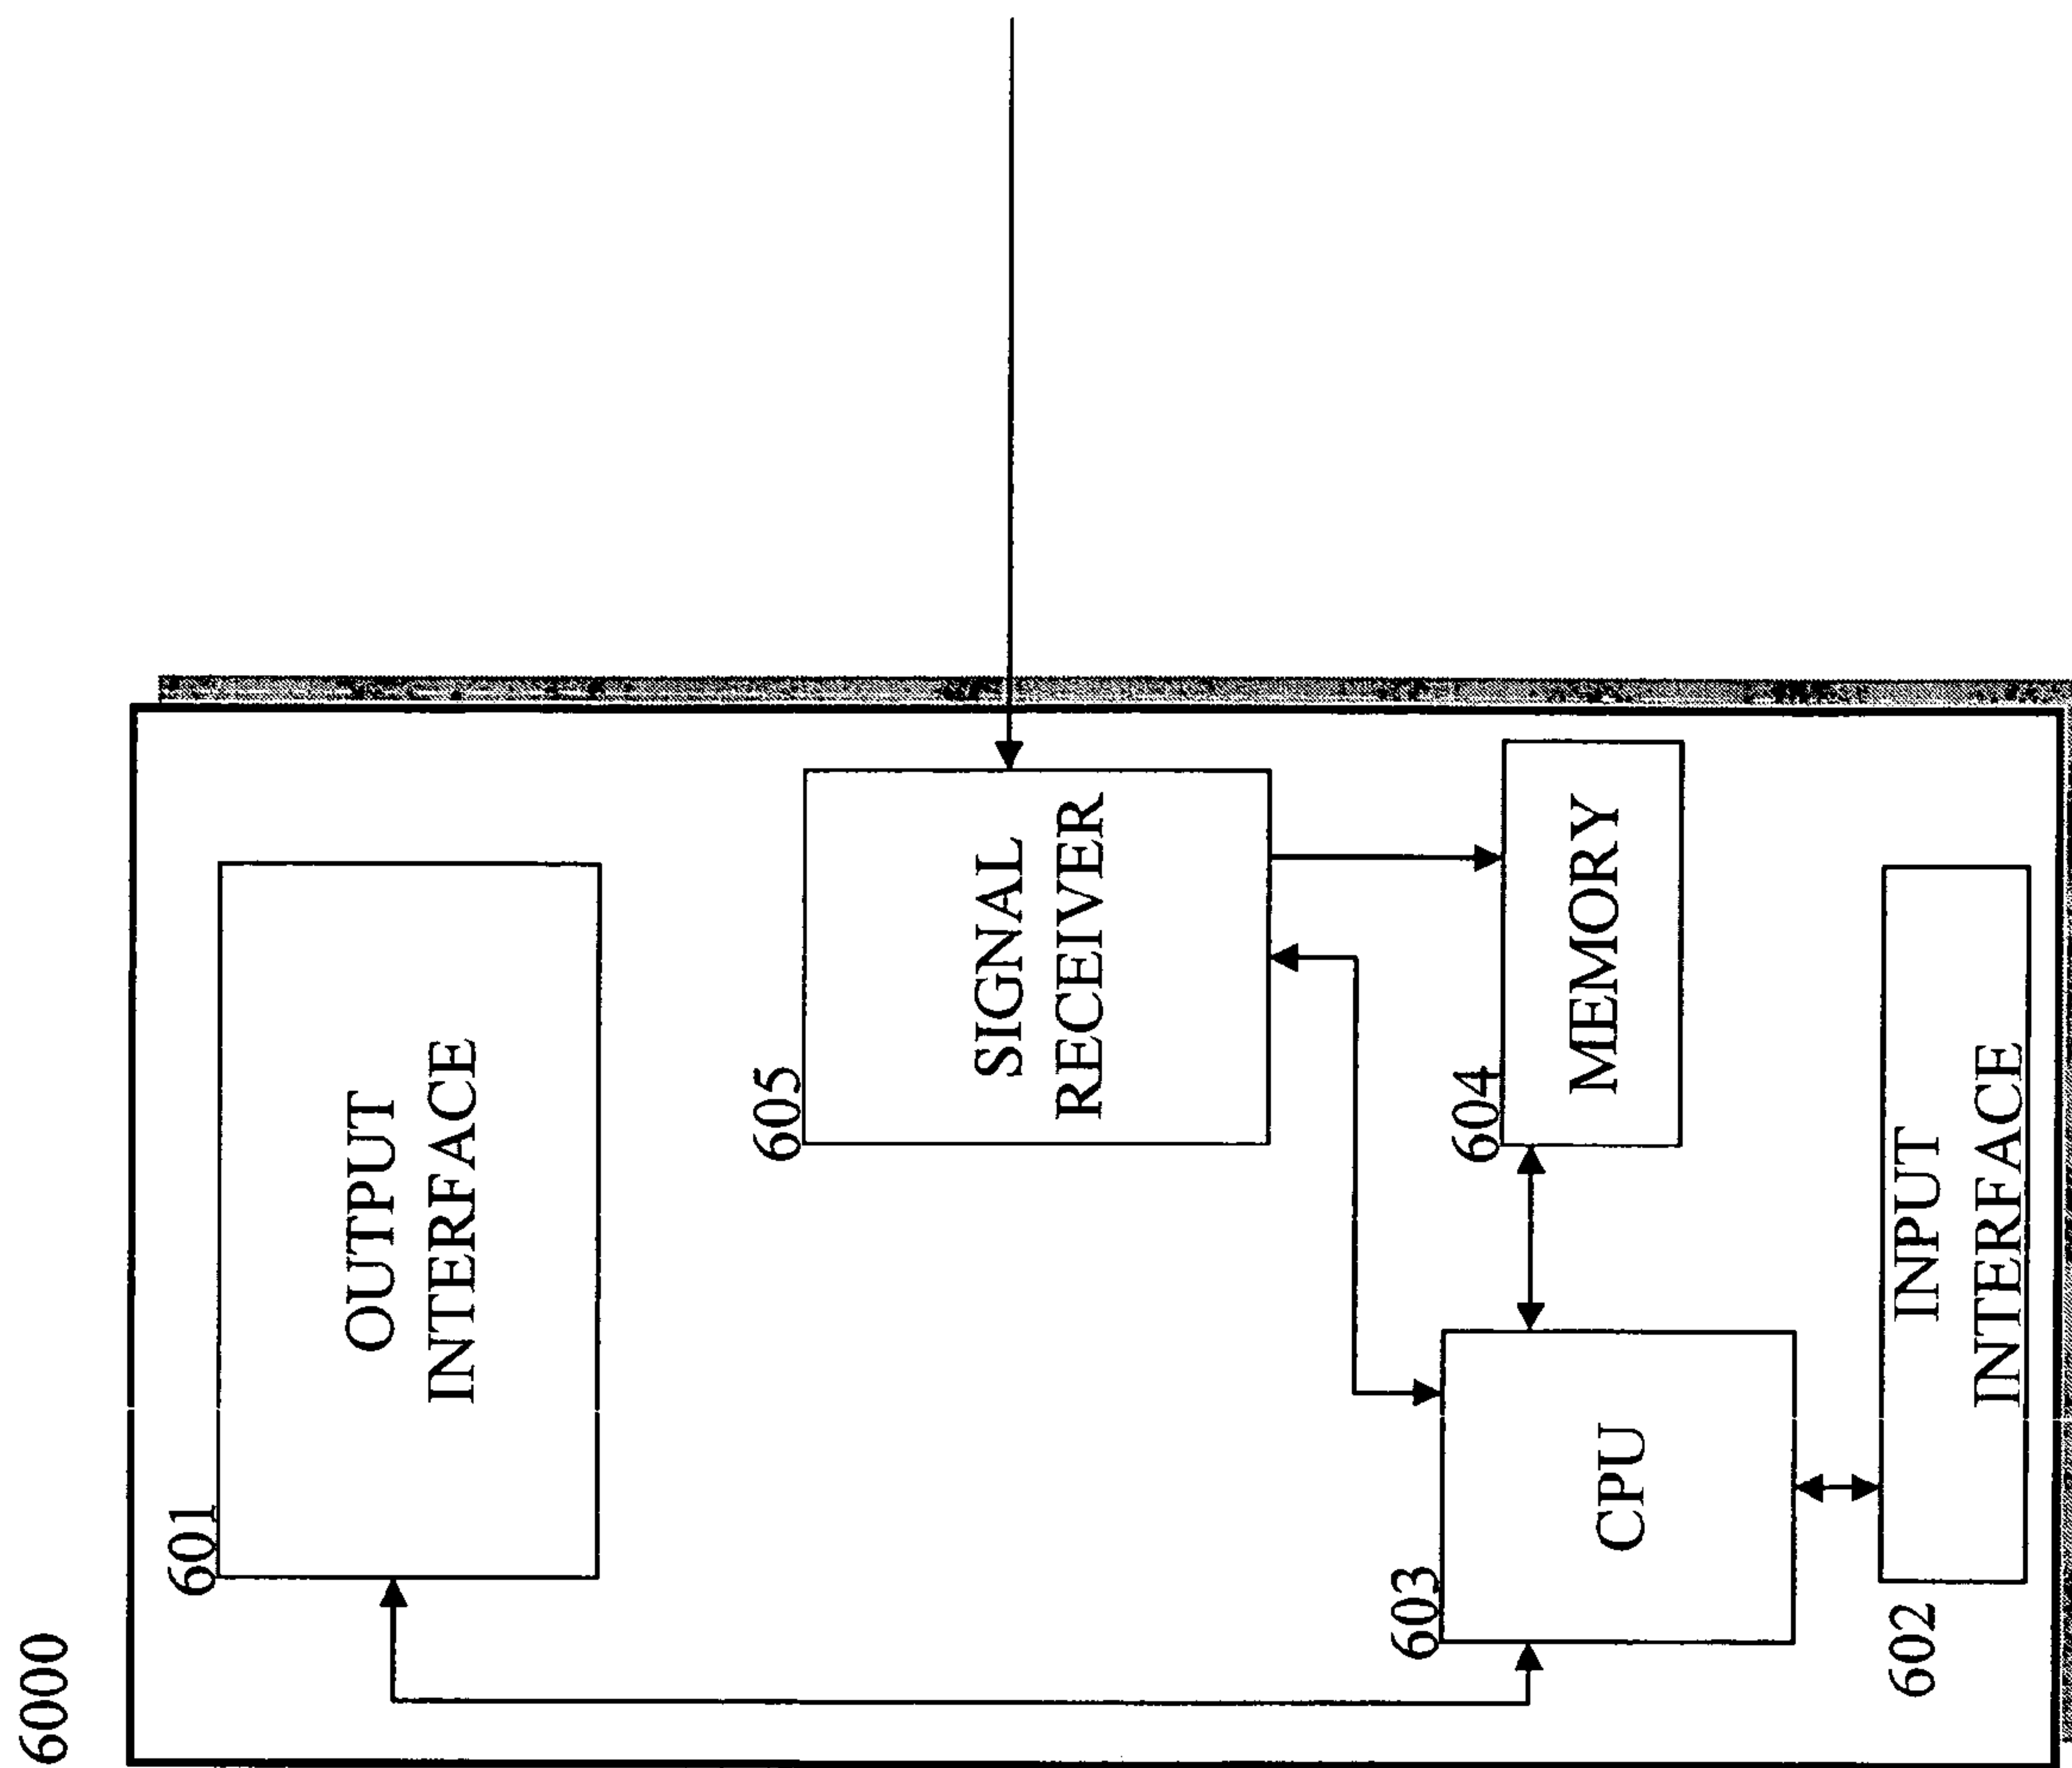 6000
601
OUTPUT
INTERFACE
605
SIGNAL
RECEIVER
603
CPU
604
MEMORY
602
INPUT
INTERFACE